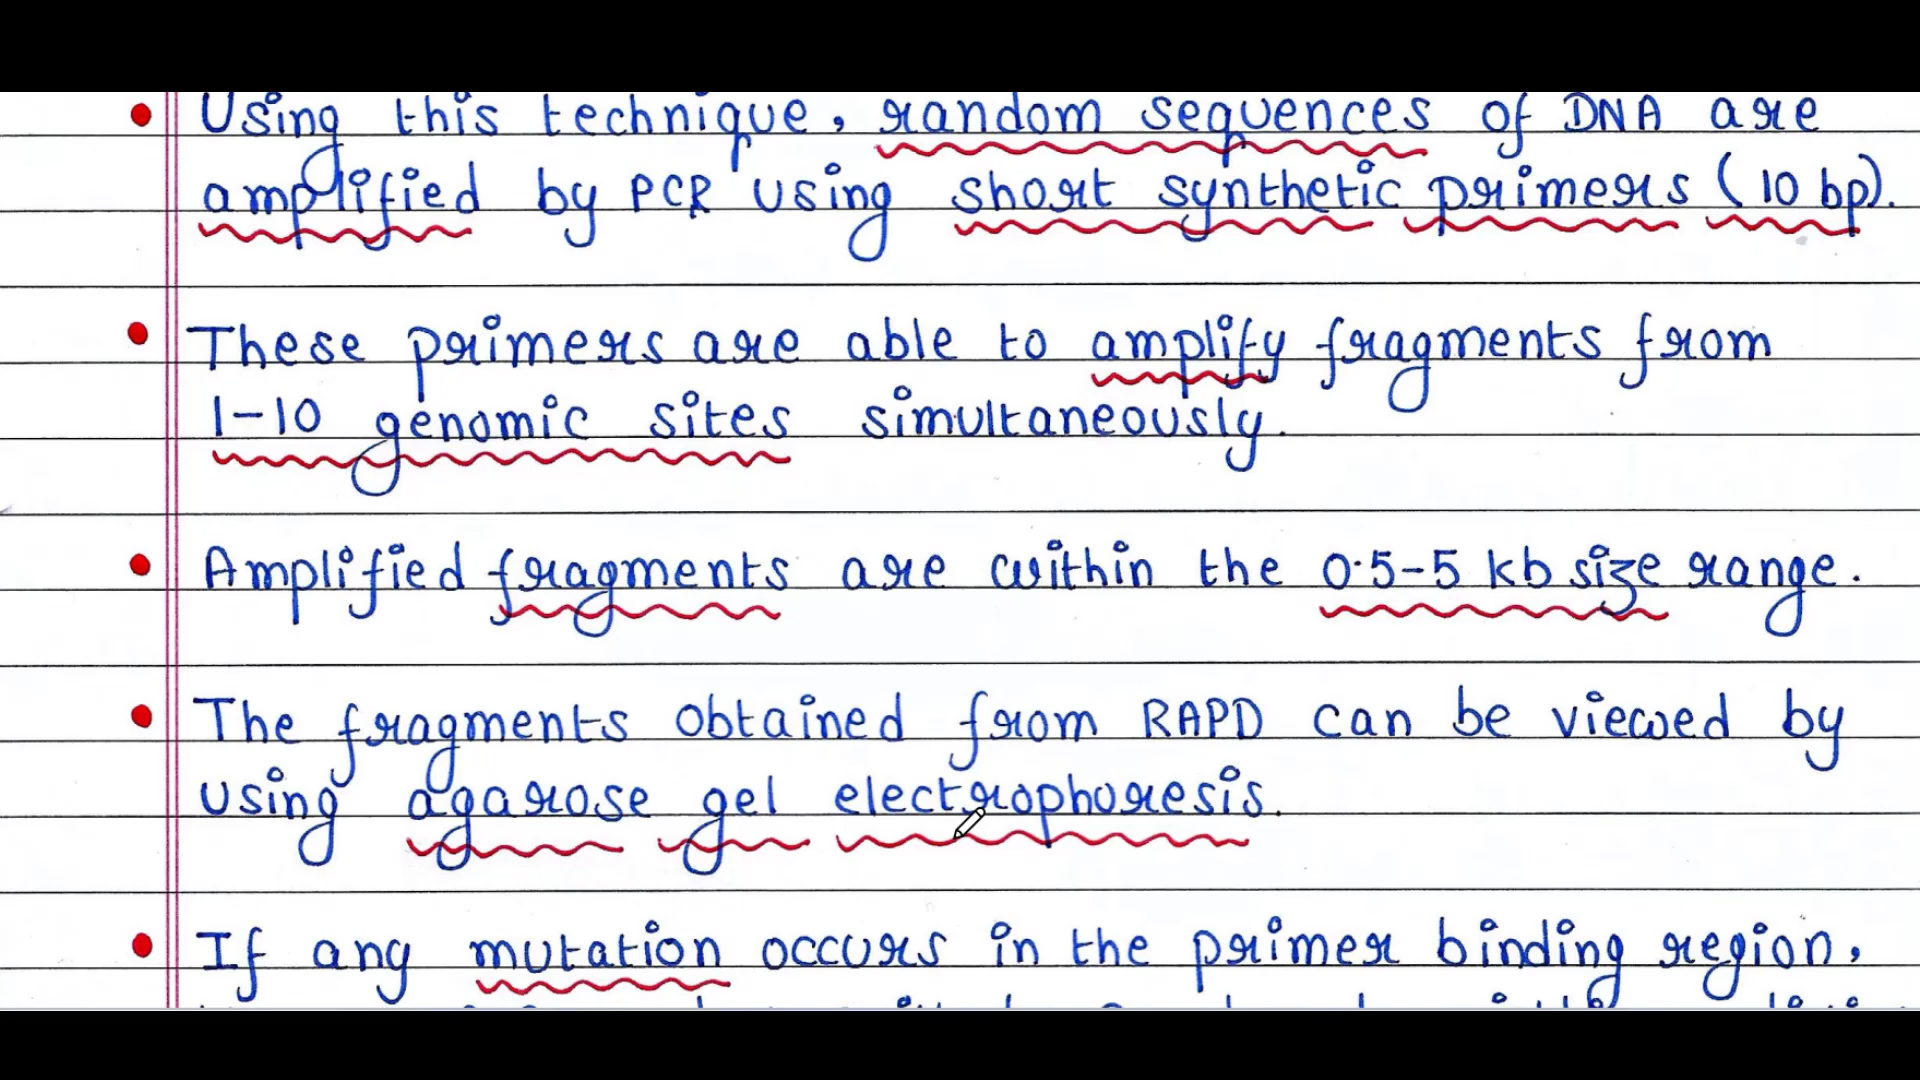 • Using this technique, random sequences of DNA are
amplified by PCR using short synthetic primers (10 bp).
• These primers are able to amplify fragments from
1-10 genomic sites simultaneously.
• Amplified fragments are within the 0.5-5 kb size range.
• The fragments obtained from RAPD can be viewed by
using agarose gel electrophoresis.
• If any mutation occurs in the primer binding region,